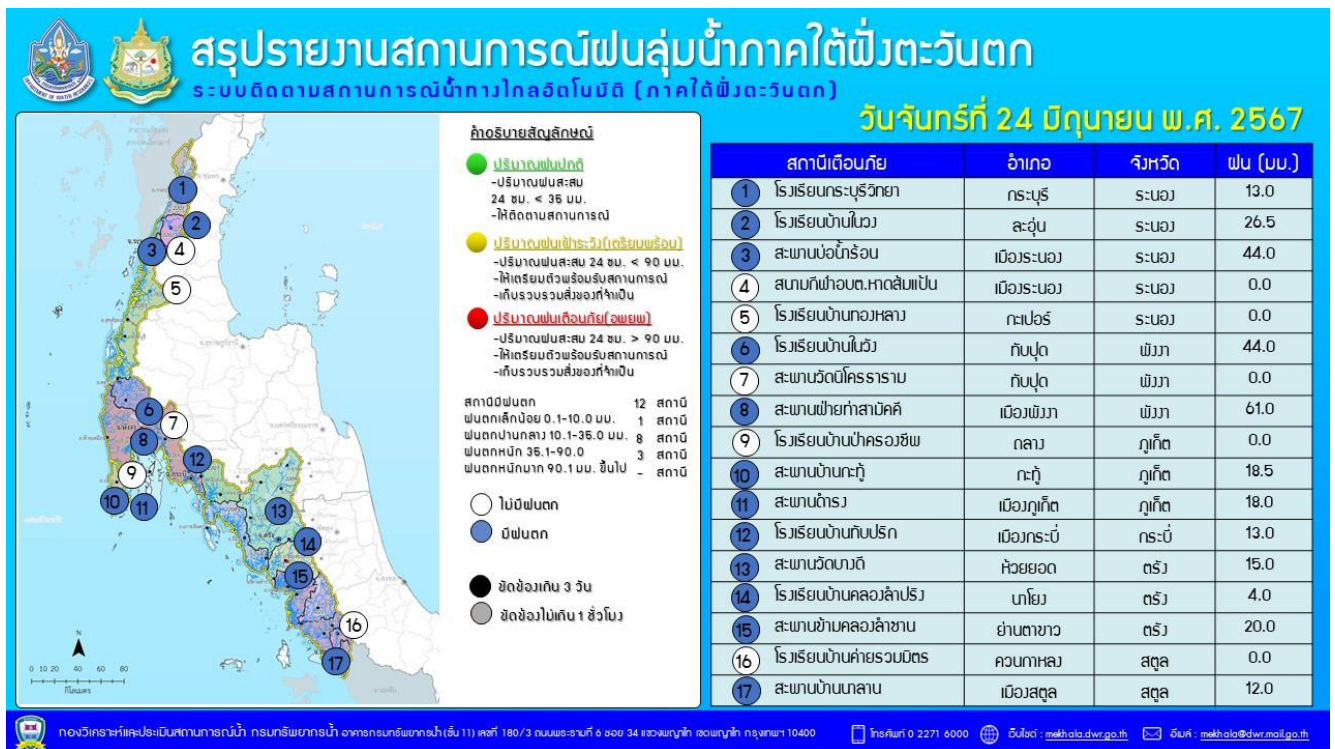 สรุปรายงานสถานการณ์ฝนลุ่มน้ำภาคใต้ฝั่งตะวันตก
ระบบติดตามสถานการณ์น้ำทางไกลอัตโนมัติ (ภาคใต้ฝั่งตะวันตก)
วันจันทร์ที่ 24 มิถุนายน พ.ศ. 2567
คำอธิบายสัญลักษณ์
ปริมาณฝนปกติ
-ปริมาณฝนสะสม
24 ชม. < 35 มม.
-ให้ติดตามสถานการณ์
ปริมาณฝนเฝ้าระวัง(เตรียมพร้อม)
-ปริมาณฝนสะสม 24 ชม. < 90 มม.
-ให้เตรียมตัวพร้อมรับสถานการณ์
-เก็บรวบรวมสิ่งของที่จำเป็น
ปริมาณฝนเตือนภัย(อพยพ)
-ปริมาณฝนสะสม 24 ชม. > 90 มม.
-ให้เตรียมตัวพร้อมรับสถานการณ์
-เก็บรวบรวมสิ่งของที่จำเป็น
สถานีมีฝนตก 12 สถานี
ฝนตกเล็กน้อย 0.1-10.0 มม. 1 สถานี
ฝนตกปานกลาง 10.1-35.0 มม. 8 สถานี
ฝนตกหนัก 35.1-90.0 3 สถานี
ฝนตกหนักมาก 90.1 มม. ขึ้นไป - สถานี
ไม่มีฝนตก
มีฝนตก
ขัดข้องเกิน 3 วัน
ขัดข้องไม่เกิน 1 ชั่วโมง
1
2
3 4
5
6
7
8
9
12
10 11
13
14
15
16
17
N
0 10 20 40 60 80
กิโลเมตร
สถานีเตือนภัย อำเภอ จังหวัด ฝน (มม.)
1 โรงเรียนกระบุรีวิทยา กระบุรี ระนอง 13.0
2 โรงเรียนบ้านในวง ละอุ่น ระนอง 26.5
3 สะพานบ่อน้ำร้อน เมืองระนอง ระนอง 44.0
4 สนามกีฬาอบต.หาดส้มแป้น เมืองระนอง ระนอง 0.0
5 โรงเรียนบ้านทองหลาง กะเปอร์ ระนอง 0.0
6 โรงเรียนบ้านในวัง ทับปุด พังงา 44.0
7 สะพานวัดนิโครธาราม ทับปุด พังงา 0.0
8 สะพานฝ่ายท่าสามัคคี เมืองพังงา พังงา 61.0
9 โรงเรียนบ้านป่าครองชีพ ถลาง ภูเก็ต 0.0
10 สะพานบ้านกะทู้ กะทู้ ภูเก็ต 18.5
11 สะพานดำรง เมืองภูเก็ต ภูเก็ต 18.0
12 โรงเรียนบ้านทับปริก เมืองกระบี่ กระบี่ 13.0
13 สะพานวัดบางดี ห้วยยอด ตรัง 15.0
14 โรงเรียนบ้านคลองลำปริง นาโยง ตรัง 4.0
15 สะพานข้ามคลองลำชาน ย่านตาขาว ตรัง 20.0
16 โรงเรียนบ้านค่ายรวมมิตร ควนกาหลง สตูล 0.0
17 สะพานบ้านนาลาน เมืองสตูล สตูล 12.0
กองวิเคราะห์และประเมินสถานการณ์น้ำ กรมทรัพยากรน้ำ อาคารกรมทรัพยากรน้ำ (ชั้น 11) เลขที่ 180/3 ถนนพระรามที่ 6 ซอย 34 แขวงพญาไท เขตพญาไท กรุงเทพฯ 10400 โทรศัพท์ 0 2271 6000 เว็บไซต์ : mekhala.dwr.go.th อีเมล์ : mekhala@dwr.mail.go.th